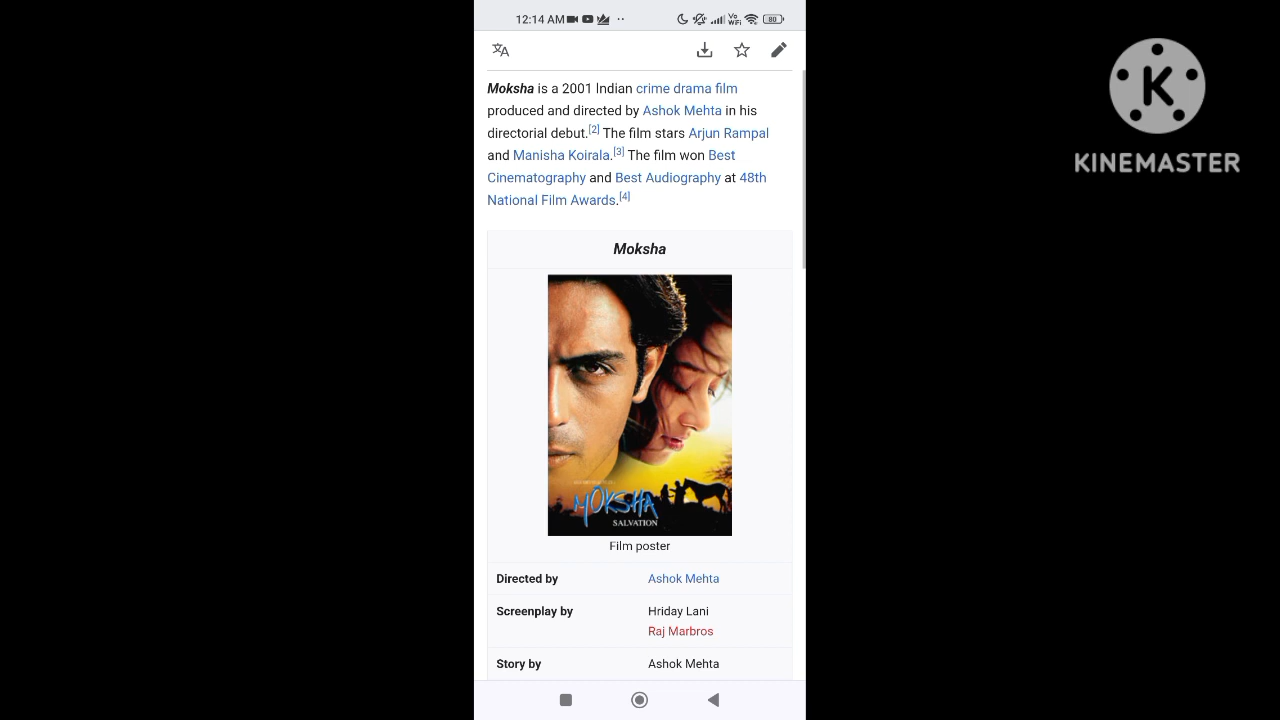 12:14 AM
Vo
WiFi
80
Moksha is a 2001 Indian crime drama film
produced and directed by Ashok Mehta in his
directorial debut.[2] The film stars Arjun Rampal
and Manisha Koirala.[3] The film won Best
Cinematography and Best Audiography at 48th
National Film Awards.[4]
Moksha
MOKSHA
SALVATION
Film poster
Directed by Ashok Mehta
Screenplay by Hriday Lani
Raj Marbros
Story by Ashok Mehta
K
KINEMASTER